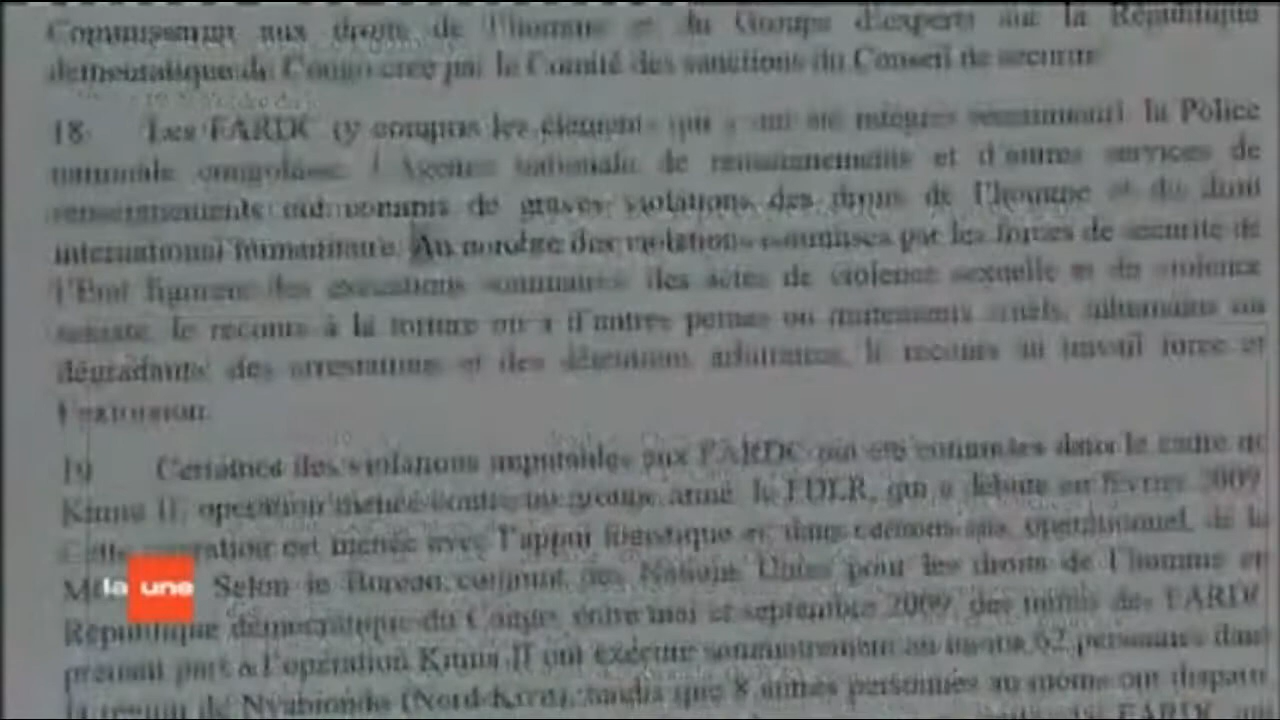 Commissariat aux droits de l'homme et du Groupe d'experts sur la République
démocratique du Congo créé par le Comité des sanctions du Conseil de sécurité
18 Les FARDC (y compris les éléments qui ont été intégrés récemment) la Police
nationale congolaise l'Agence nationale de renseignements et d'autres services de
renseignements ont commis de graves violations des droits de l'homme et du droit
international humanitaire. Au nombre des violations commises par les forces de sécurité de
l'État figurent des exécutions sommaires des actes de violence sexuelle et de violence
sexiste, le recours à la torture ou à d'autres peines ou traitements cruels, inhumains ou
dégradants des arrestations et des détentions arbitraires, le recours au travail forcé et
l'extorsion.
19 Certaines des violations imputables aux FARDC ont été commises dans le cadre de
Kimia II, opération menée contre un groupe armé, le FDLR, qui a débuté en février 2009
Cette opération est menée avec l'appui logistique et, dans certains cas, opérationnel, de la
la une Selon le Bureau conjoint des Nations Unies pour les droits de l'homme en
République démocratique du Congo, entre mai et septembre 2009, des unités des FARDC
prenant part à l'opération Kimia II ont exécuté sommairement au moins 62 personnes dans
la région de Nyabiondo (Nord-Kivu), tandis que 8 autres personnes au moins ont disparu
FARDC